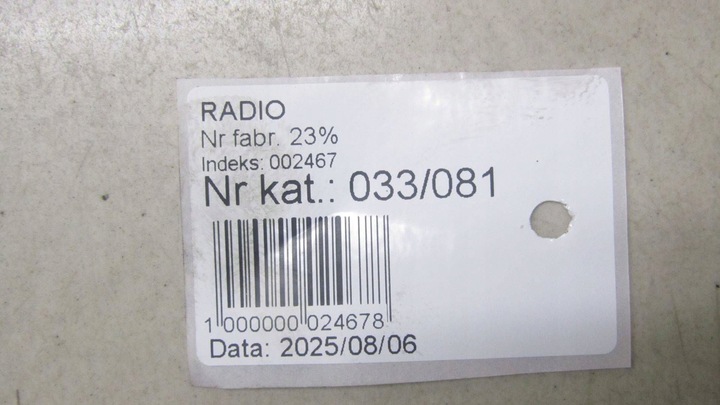 RADIO
Nr fabr. 23%
Indeks: 002467
Nr kat.: 033/081
1 000000 024678
Data: 2025/08/06